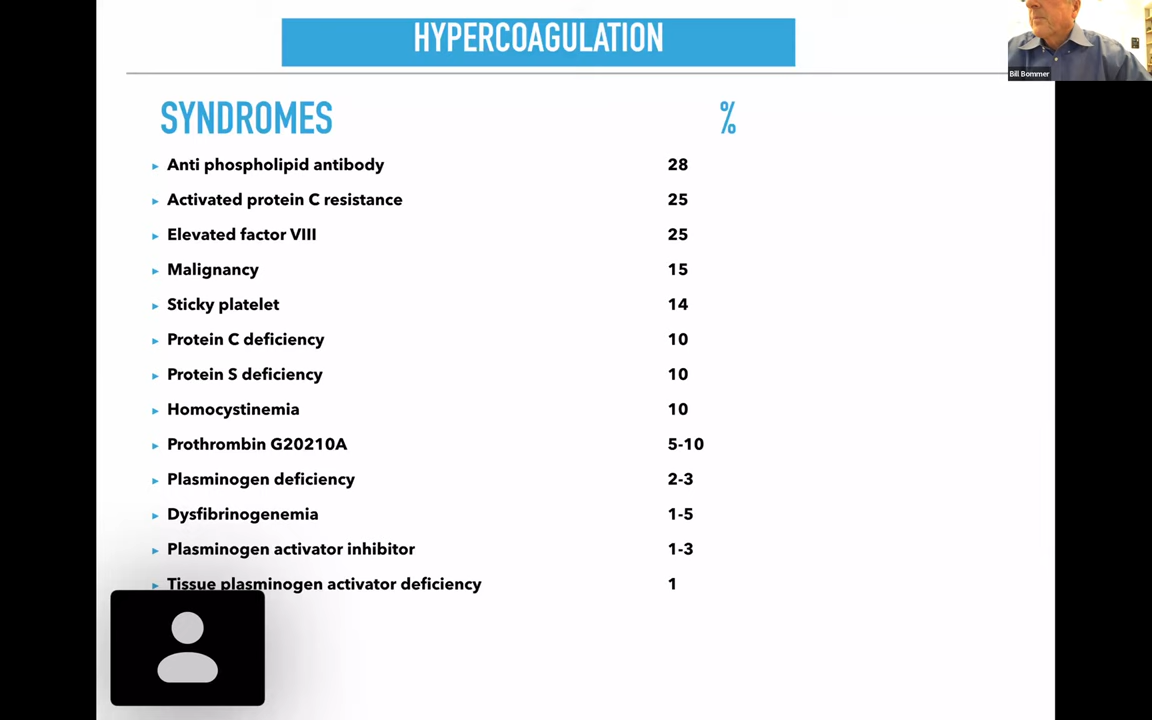 HYPERCOAGULATION
Bill Bommer
SYNDROMES %
▸ Anti phospholipid antibody 28
▸ Activated protein C resistance 25
▸ Elevated factor VIII 25
▸ Malignancy 15
▸ Sticky platelet 14
▸ Protein C deficiency 10
▸ Protein S deficiency 10
▸ Homocystinemia 10
▸ Prothrombin G20210A 5-10
▸ Plasminogen deficiency 2-3
▸ Dysfibrinogenemia 1-5
▸ Plasminogen activator inhibitor 1-3
▸ Tissue plasminogen activator deficiency 1